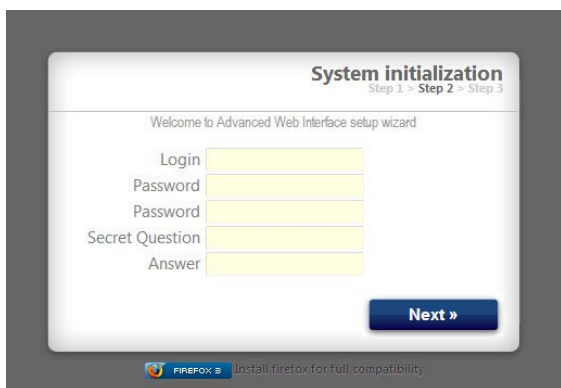 System initialization
Step 1 > Step 2 > Step 3
Welcome to Advanced Web Interface setup wizard
Login
Password
Password
Secret Question
Answer
Next »
FIREFOX 3 Install firefox for full compatibility